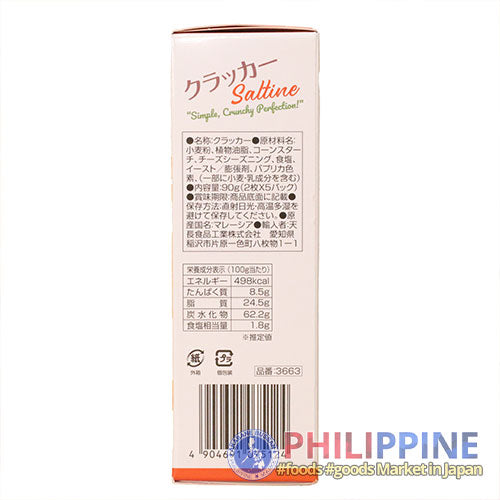 クラッカー
Saltine
"Simple, Crunchy Perfection!"
●名称:クラッカー●原材料名:
小麦粉、植物油脂、コーンスター
チ、チーズシーズニング、食塩、
イースト/膨張剤、パプリカ色
素、(一部に小麦・乳成分を含む)
●内容量:90g(2枚X5パック)
●賞味期限:商品底面に記載●
保存方法:直射日光・高温多湿を
避けて保存してください。●原
産国名:マレーシア●輸入者:天
長食品工業株式会社 愛知県
稲沢市片原一色町八枚物1-1
栄養成分表示(100g当たり)
エネルギー 498kcal
たんぱく質 8.5g
脂質 24.5g
炭水化物 62.2g
食塩相当量 1.8g
※推定値
紙
外箱
プラ
個包装
品番:3663
PHILIPPINE
#foods #goods Market in Japan